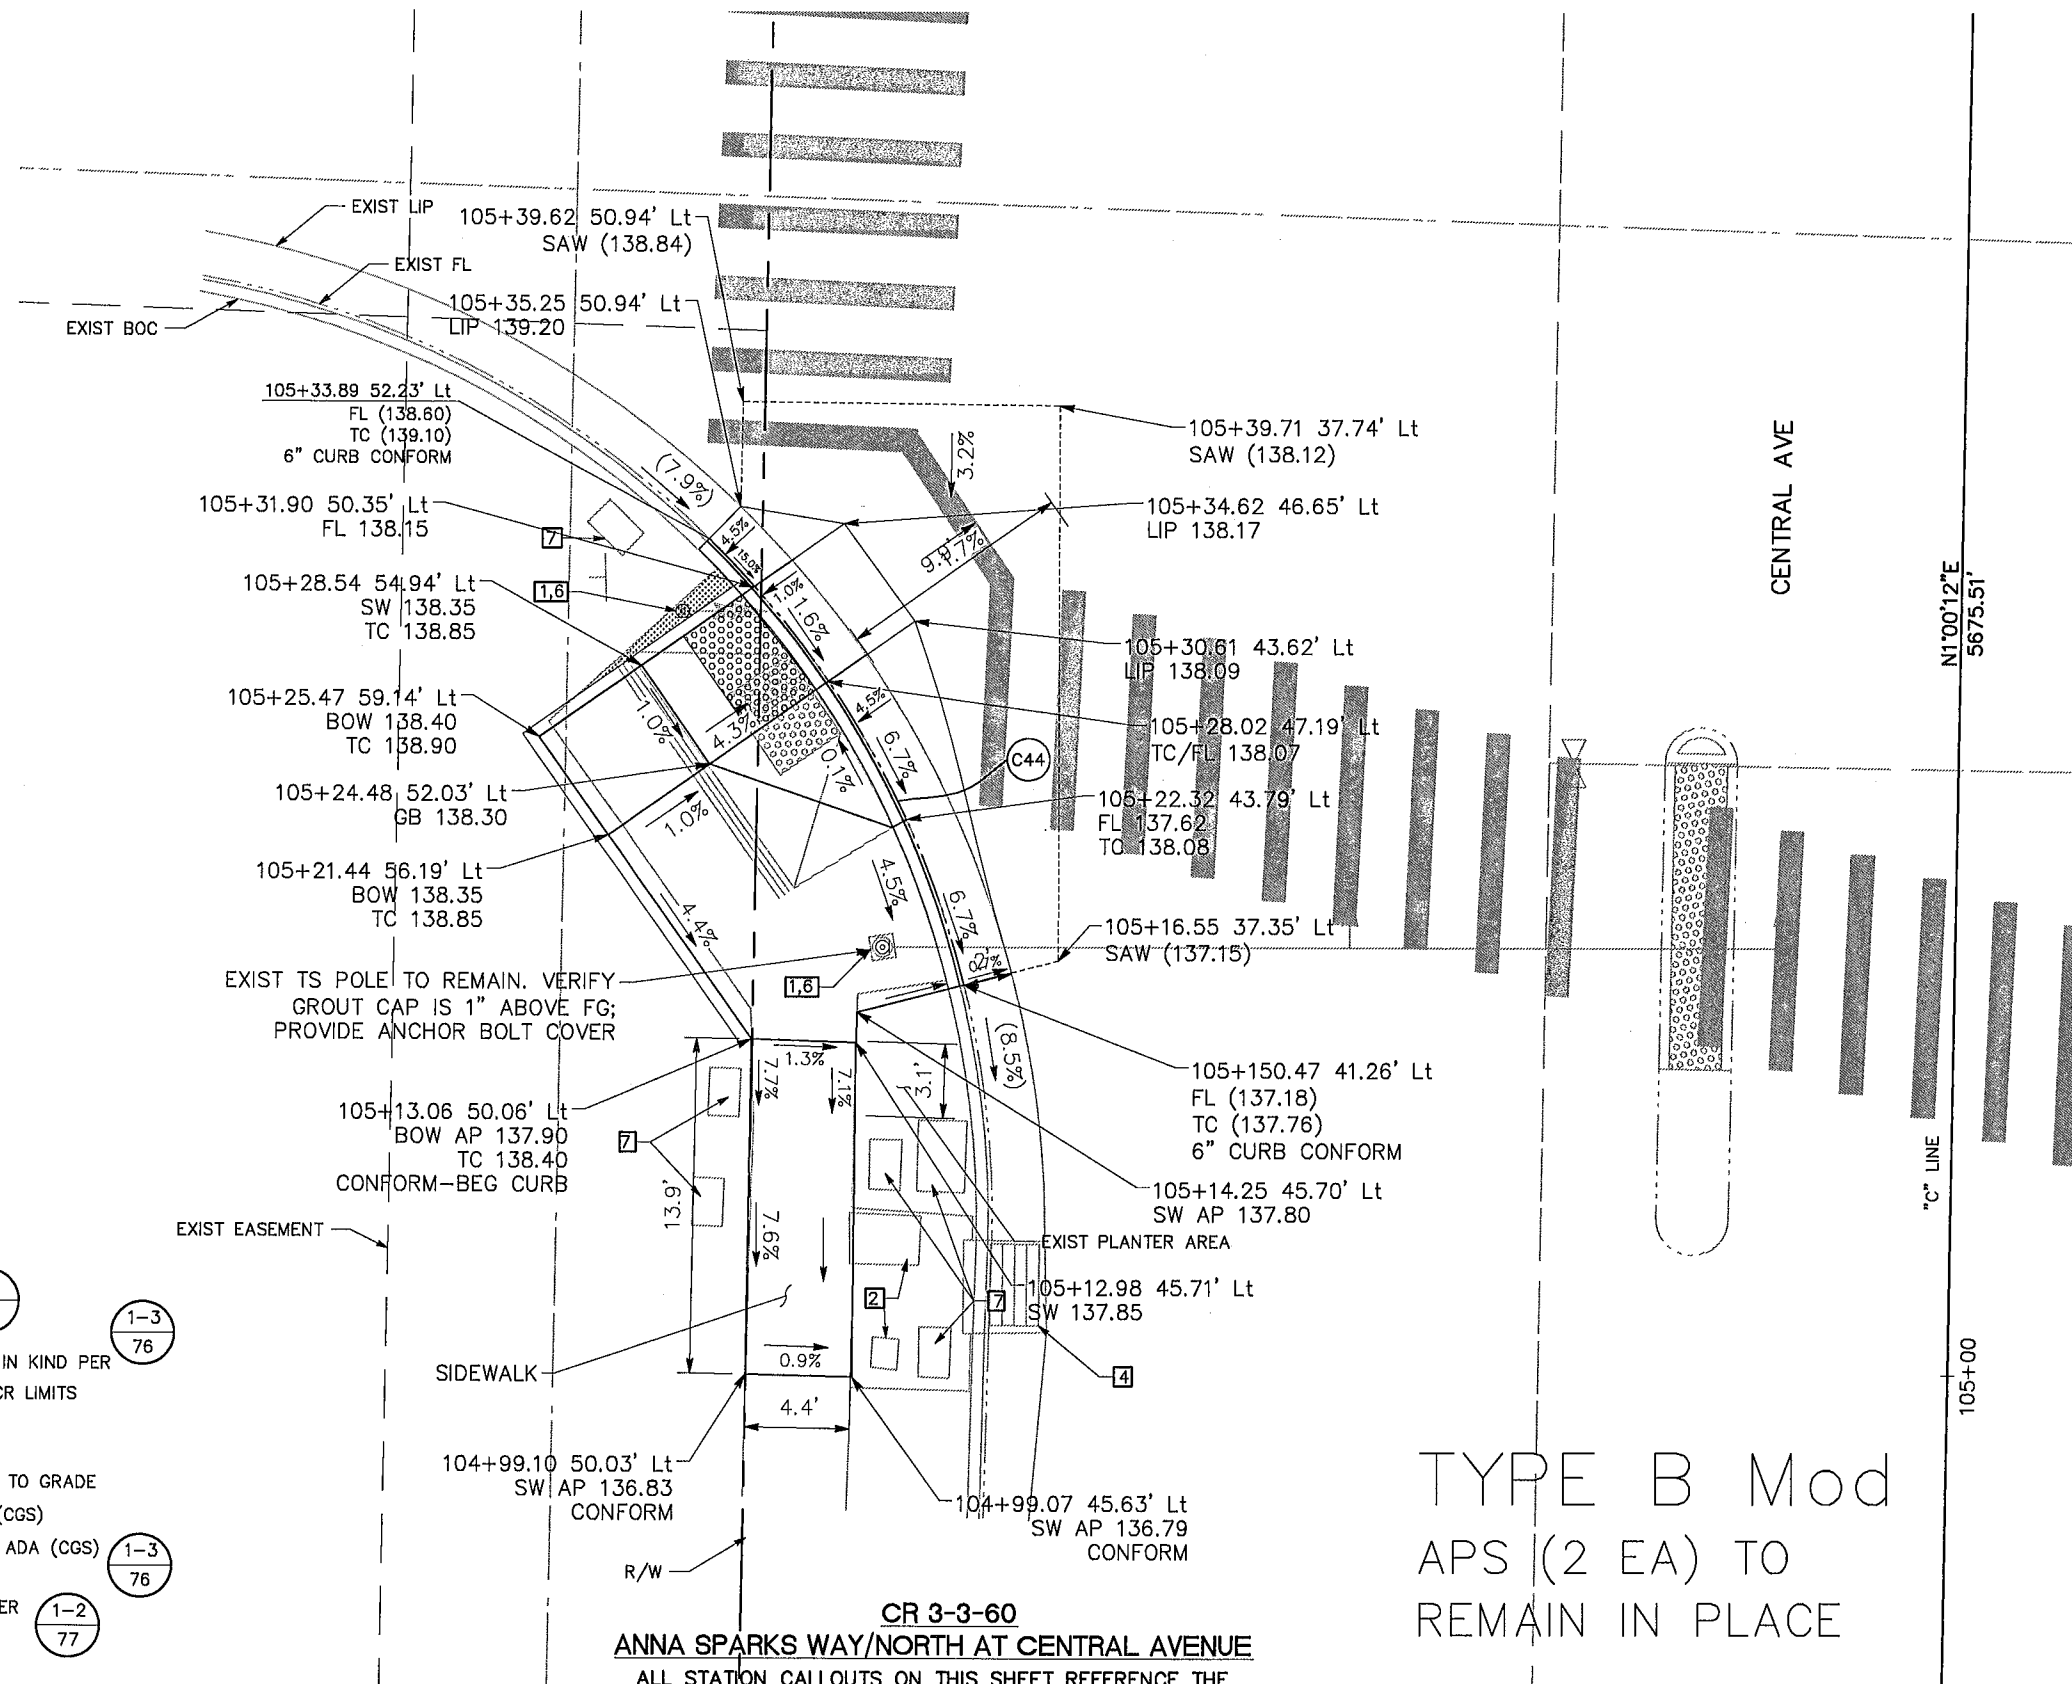 EXIST LIP
105+39.62 50.94' Lt
SAW (138.84)
EXIST FL
105+35.25 50.94' Lt
LIP 139.20
EXIST BOC
105+33.89 52.23' Lt
FL (138.60)
TC (139.10)
6" CURB CONFORM
105+31.90 50.35' Lt
FL 138.15
7
105+28.54 54.94' Lt
SW 138.35
TC 138.85
1,6
105+25.47 59.14' Lt
BOW 138.40
TC 138.90
105+24.48 52.03' Lt
GB 138.30
105+21.44 56.19' Lt
BOW 138.35
TC 138.85
EXIST TS POLE TO REMAIN. VERIFY
GROUT CAP IS 1" ABOVE FG;
PROVIDE ANCHOR BOLT COVER
1,6
105+13.06 50.06' Lt
BOW AP 137.90
TC 138.40
CONFORM-BEG CURB
7
EXIST EASEMENT
SIDEWALK
104+99.10 50.03' Lt
SW AP 136.83
CONFORM
R/W
(7.9%)
4.5%
15.0%
1.0%
1.6%
3.2%
9.9'
1.7%
4.5%
6.7%
1.0%
4.3%
0.1%
1.0%
4.4%
4.5%
6.7%
(8.5%)
1.3%
7.7%
7.1%
3.1'
13.9'
7.6%
0.9%
4.4'
105+39.71 37.74' Lt
SAW (138.12)
105+34.62 46.65' Lt
LIP 138.17
105+30.61 43.62' Lt
LIP 138.09
105+28.02 47.19' Lt
TC/FL 138.07
C44
105+22.32 43.79' Lt
FL 137.62
TC 138.08
105+16.55 37.35' Lt
SAW (137.15)
105+150.47 41.26' Lt
FL (137.18)
TC (137.76)
6" CURB CONFORM
105+14.25 45.70' Lt
SW AP 137.80
EXIST PLANTER AREA
105+12.98 45.71' Lt
SW 137.85
2
7
4
104+99.07 45.63' Lt
SW AP 136.79
CONFORM
CENTRAL AVE
N1°00'12"E
5675.51'
"C" LINE
105+00
1-3
76
IN KIND PER
CR LIMITS
TO GRADE
(CGS)
ADA (CGS)
1-3
76
ER
1-2
77
TYPE B Mod
APS (2 EA) TO
REMAIN IN PLACE
CR 3-3-60
ANNA SPARKS WAY/NORTH AT CENTRAL AVENUE
ALL STATION CALLOUTS ON THIS SHEET REFERENCE THE